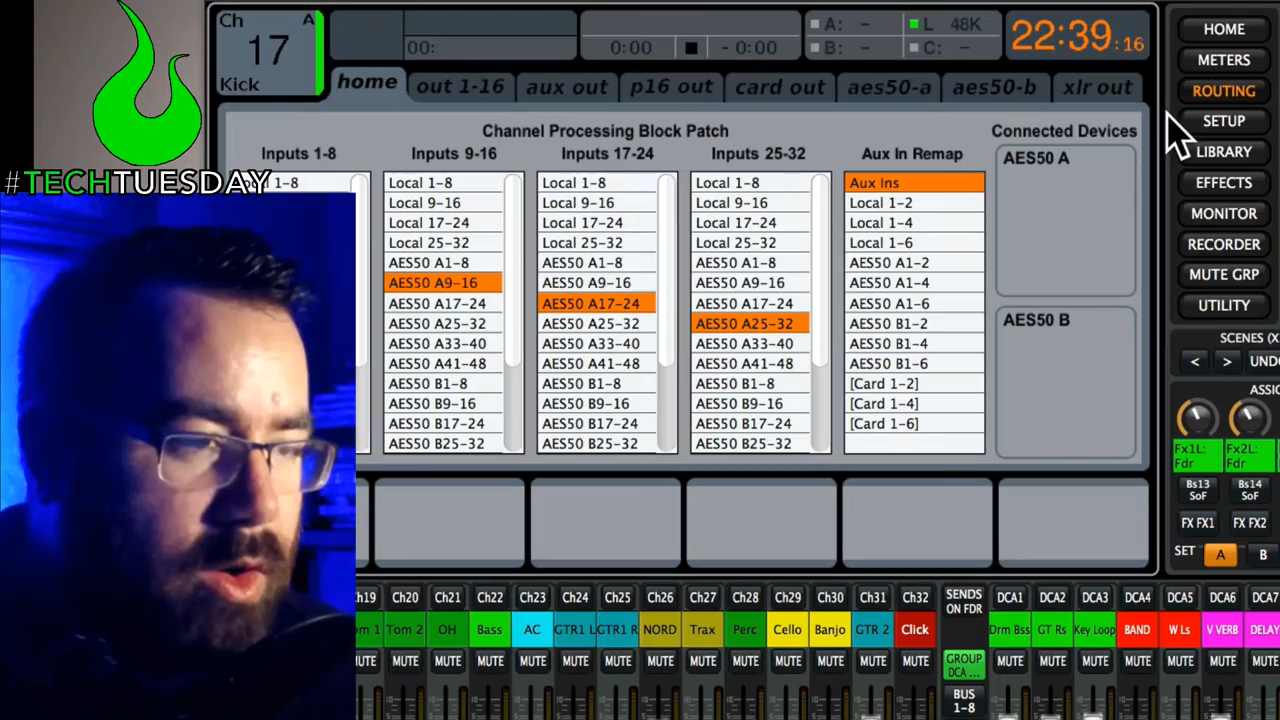 Ch
A
17
Kick
00:
0:00
- 0:00
A: -
L 48K
B: -
C: -
22:39:16
HOME
METERS
ROUTING
SETUP
LIBRARY
EFFECTS
MONITOR
RECORDER
MUTE GRP
UTILITY
home
out 1-16
aux out
p16 out
card out
aes50-a
aes50-b
xlr out
#TECHTUESDAY
Channel Processing Block Patch
Connected Devices
Inputs 1-8
Inputs 9-16
Inputs 17-24
Inputs 25-32
Aux In Remap
1-8
Local 1-8
Local 9-16
Local 17-24
Local 25-32
AES50 A1-8
AES50 A9-16
AES50 A17-24
AES50 A25-32
AES50 A33-40
AES50 A41-48
AES50 B1-8
AES50 B9-16
AES50 B17-24
AES50 B25-32
Local 1-8
Local 9-16
Local 17-24
Local 25-32
AES50 A1-8
AES50 A9-16
AES50 A17-24
AES50 A25-32
AES50 A33-40
AES50 A41-48
AES50 B1-8
AES50 B9-16
AES50 B17-24
AES50 B25-32
Local 1-8
Local 9-16
Local 17-24
Local 25-32
AES50 A1-8
AES50 A9-16
AES50 A17-24
AES50 A25-32
AES50 A33-40
AES50 A41-48
AES50 B1-8
AES50 B9-16
AES50 B17-24
AES50 B25-32
Aux Ins
Local 1-2
Local 1-4
Local 1-6
AES50 A1-2
AES50 A1-4
AES50 A1-6
AES50 B1-2
AES50 B1-4
AES50 B1-6
[Card 1-2]
[Card 1-4]
[Card 1-6]
AES50 A
AES50 B
SCENES (X
< > UNDO
ASSIG
Fx1L: Fdr
Fx2L: Fdr
Bs13 SoF
Bs14 SoF
FX FX1
FX FX2
SET A B
Ch19 Ch20 Ch21 Ch22 Ch23 Ch24 Ch25 Ch26 Ch27 Ch28 Ch29 Ch30 Ch31 Ch32
SENDS ON FDR
DCA1 DCA2 DCA3 DCA4 DCA5 DCA6 DCA7
Tom 1 Tom 2 OH Bass AC GTR1 L GTR1 R NORD Trax Perc Cello Banjo GTR 2 Click
Drm Bss GT Rs Key Loop BAND W Ls V VERB DELAY
MUTE MUTE MUTE MUTE MUTE MUTE MUTE MUTE MUTE MUTE MUTE MUTE MUTE MUTE
GROUP DCA ...
MUTE MUTE MUTE MUTE MUTE MUTE MUTE
BUS 1-8